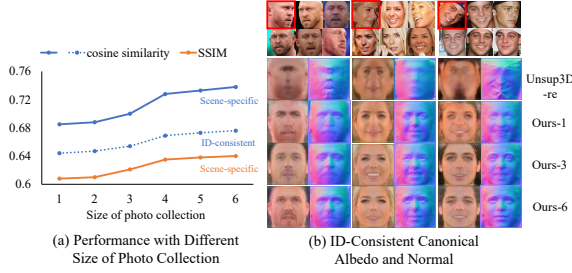 cosine similarity
SSIM
0.76
0.72
0.68
0.64
0.6
Scene-specific
ID-consistent
Scene-specific
1 2 3 4 5 6
Size of photo collection
(a) Performance with Different
Size of Photo Collection
Unsup3D
-re
Ours-1
Ours-3
Ours-6
(b) ID-Consistent Canonical
Albedo and Normal